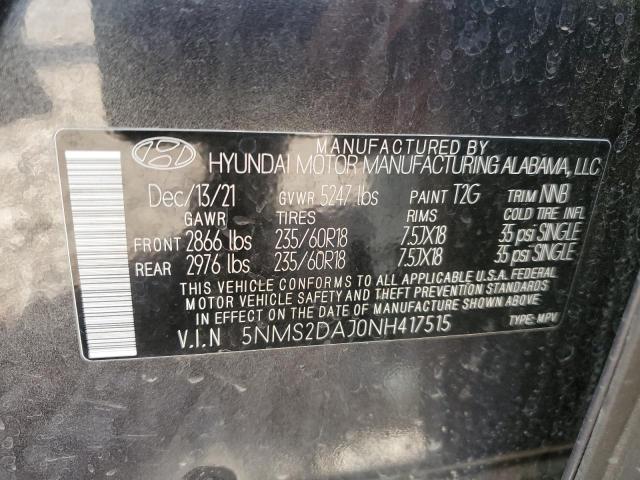 MANUFACTURED BY
HYUNDAI MOTOR MANUFACTURING ALABAMA, LLC
Dec/13/21 GVWR 5247 lbs PAINT T2G TRIM NNB
GAWR TIRES RIMS COLD TIRE INFL
FRONT 2866 lbs 235/60R18 7.5JX18 35 psi SINGLE
REAR 2976 lbs 235/60R18 7.5JX18 35 psi SINGLE
THIS VEHICLE CONFORMS TO ALL APPLICABLE U.S.A. FEDERAL
MOTOR VEHICLE SAFETY AND THEFT PREVENTION STANDARDS
IN EFFECT ON THE DATE OF MANUFACTURE SHOWN ABOVE.
V.I.N 5NMS2DAJ0NH417515 TYPE:MPV